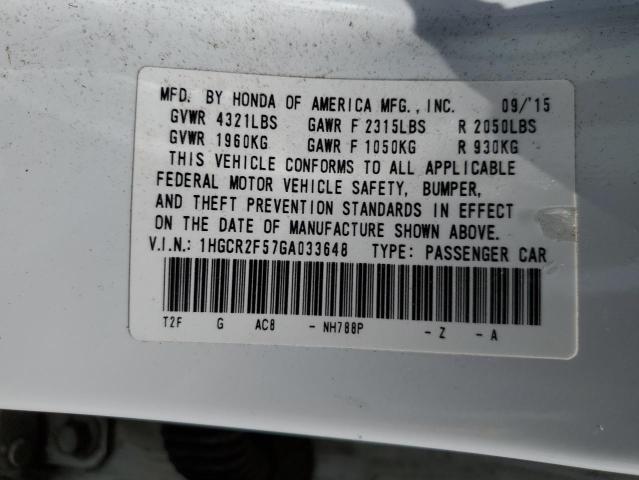 MFD. BY HONDA OF AMERICA MFG., INC. 09/'15
GVWR 4321LBS GAWR F 2315LBS R 2050LBS
GVWR 1960KG GAWR F 1050KG R 930KG
THIS VEHICLE CONFORMS TO ALL APPLICABLE
FEDERAL MOTOR VEHICLE SAFETY, BUMPER,
AND THEFT PREVENTION STANDARDS IN EFFECT
ON THE DATE OF MANUFACTURE SHOWN ABOVE.
V.I.N.: 1HGCR2F57GA033648 TYPE: PASSENGER CAR
T2F G AC8 - NH788P - Z - A